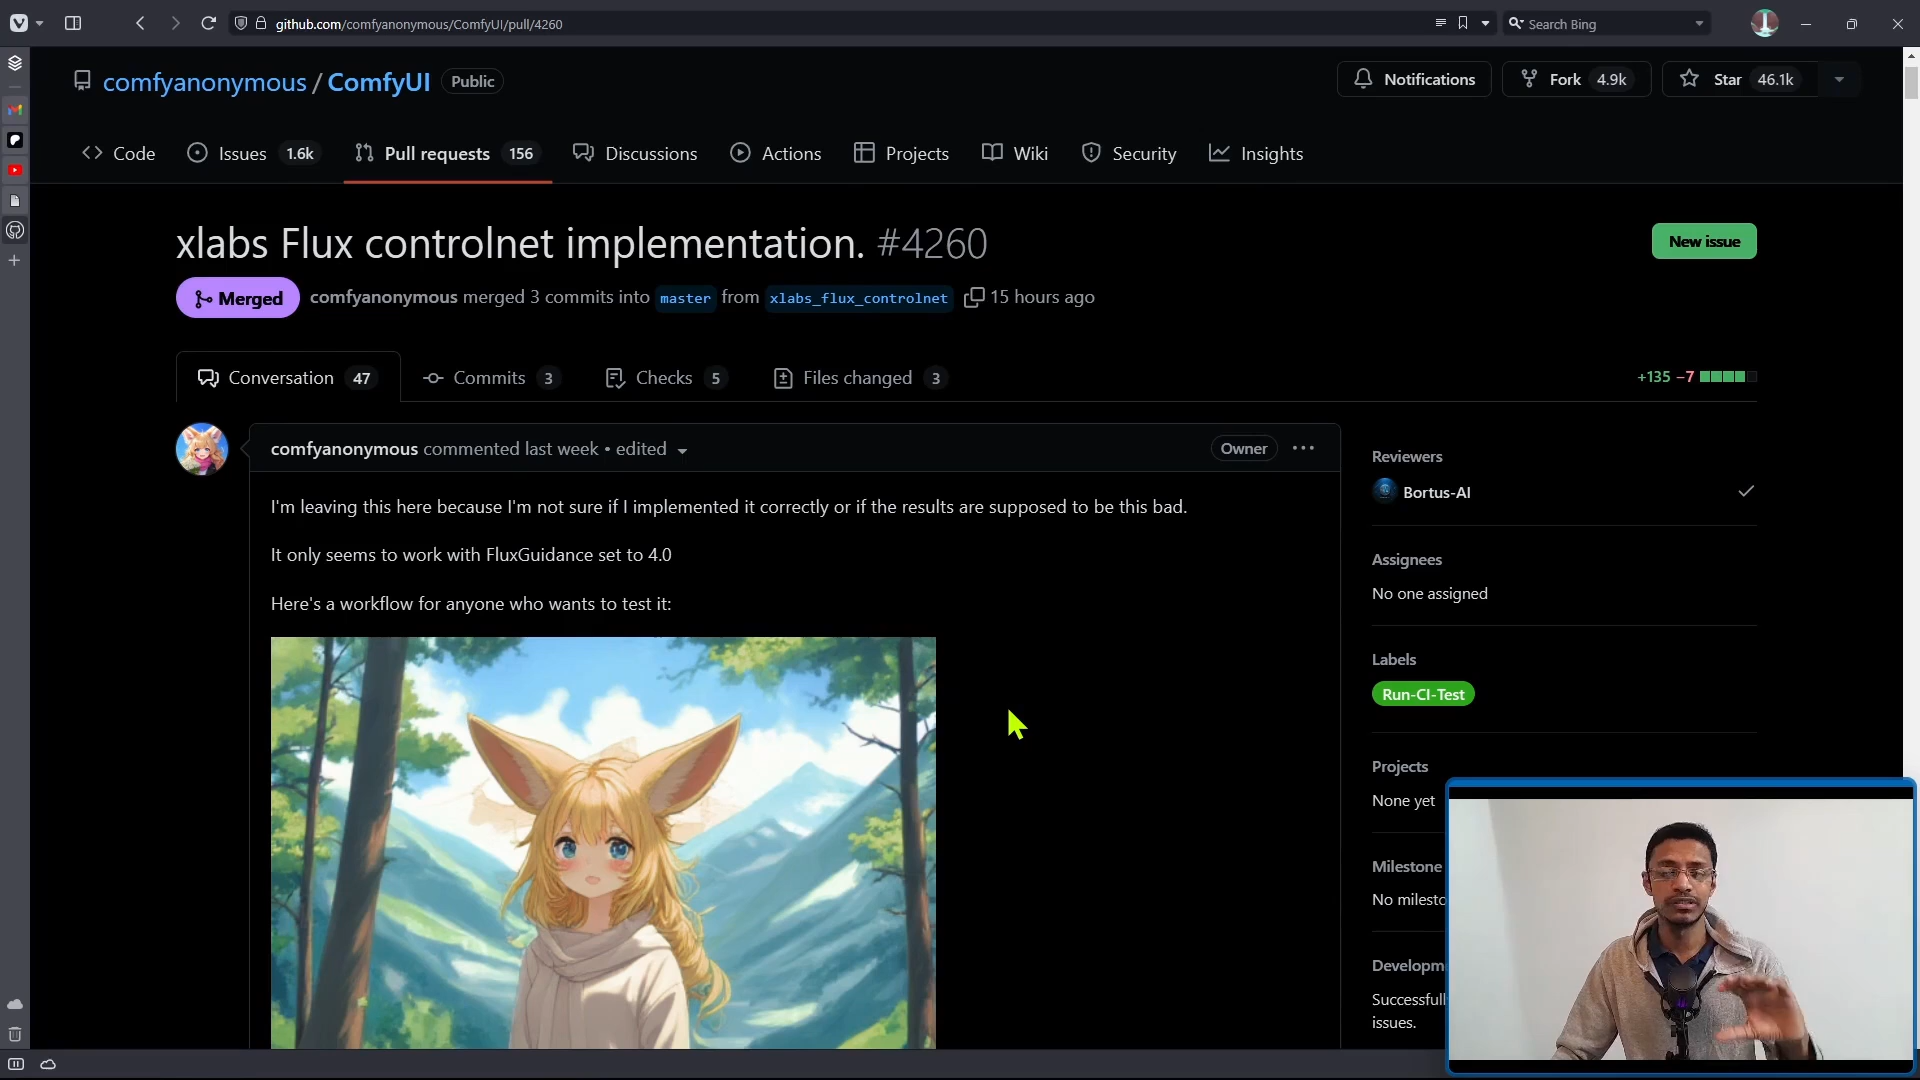 github.com/comfyanonymous/ComfyUI/pull/4260
Search Bing
comfyanonymous / ComfyUI Public
Notifications
Fork 4.9k
Star 46.1k
Code
Issues 1.6k
Pull requests 156
Discussions
Actions
Projects
Wiki
Security
Insights
xlabs Flux controlnet implementation. #4260
New issue
Merged comfyanonymous merged 3 commits into master from xlabs_flux_controlnet 15 hours ago
Conversation 47
Commits 3
Checks 5
Files changed 3
+135 −7
comfyanonymous commented last week • edited
Owner
I'm leaving this here because I'm not sure if I implemented it correctly or if the results are supposed to be this bad.
It only seems to work with FluxGuidance set to 4.0
Here's a workflow for anyone who wants to test it:
Reviewers
Bortus-AI
Assignees
No one assigned
Labels
Run-CI-Test
Projects
None yet
Milestone
No milesto
Developm
Successfull
issues.